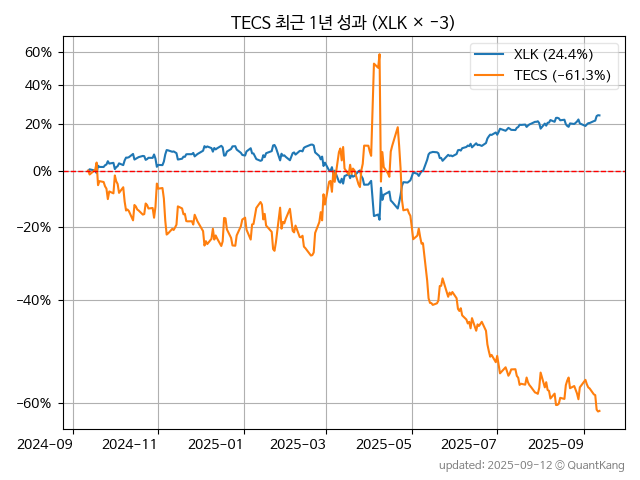 TECS 최근 1년 성과 (XLK × −3)
XLK (24.4%)
TECS (−61.3%)
60%
40%
20%
0%
−20%
−40%
−60%
2024-09 2024-11 2025-01 2025-03 2025-05 2025-07 2025-09
updated: 2025-09-12 © QuantKang